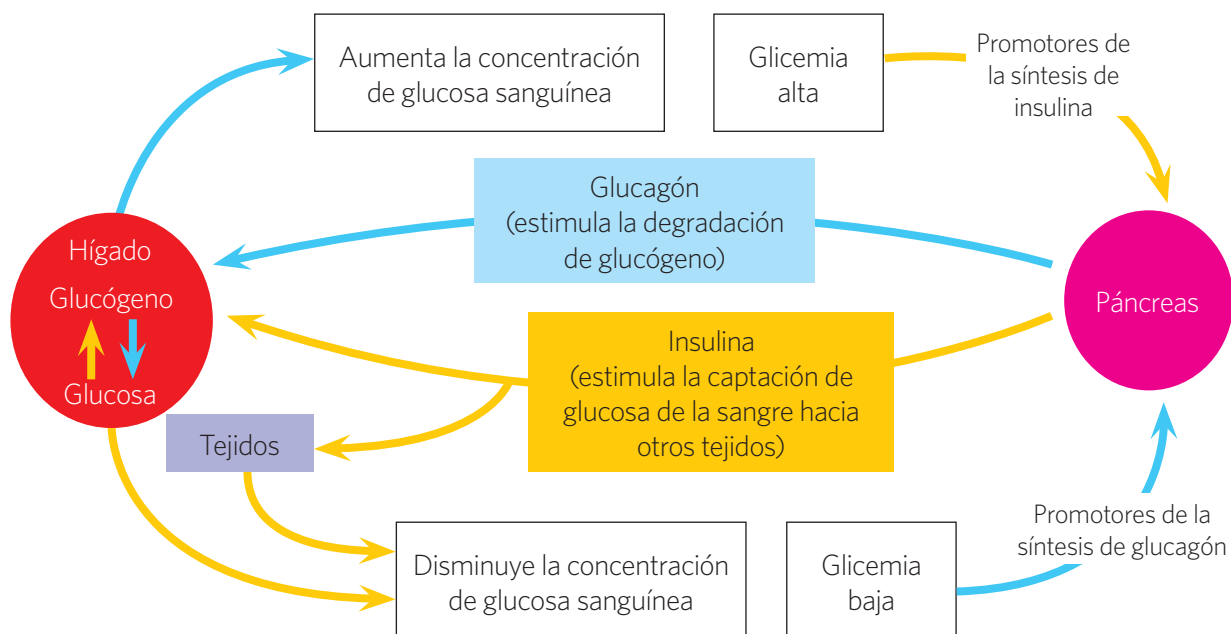 Aumenta la concentración
de glucosa sanguínea
Glicemia
alta
Promotores de
la síntesis de
insulina
Glucagón
(estimula la degradación
de glucógeno)
Hígado
Glucógeno
Glucosa
Páncreas
Insulina
(estimula la captación de
glucosa de la sangre hacia
otros tejidos)
Tejidos
Disminuye la concentración
de glucosa sanguínea
Glicemia
baja
Promotores de la
síntesis de glucagón